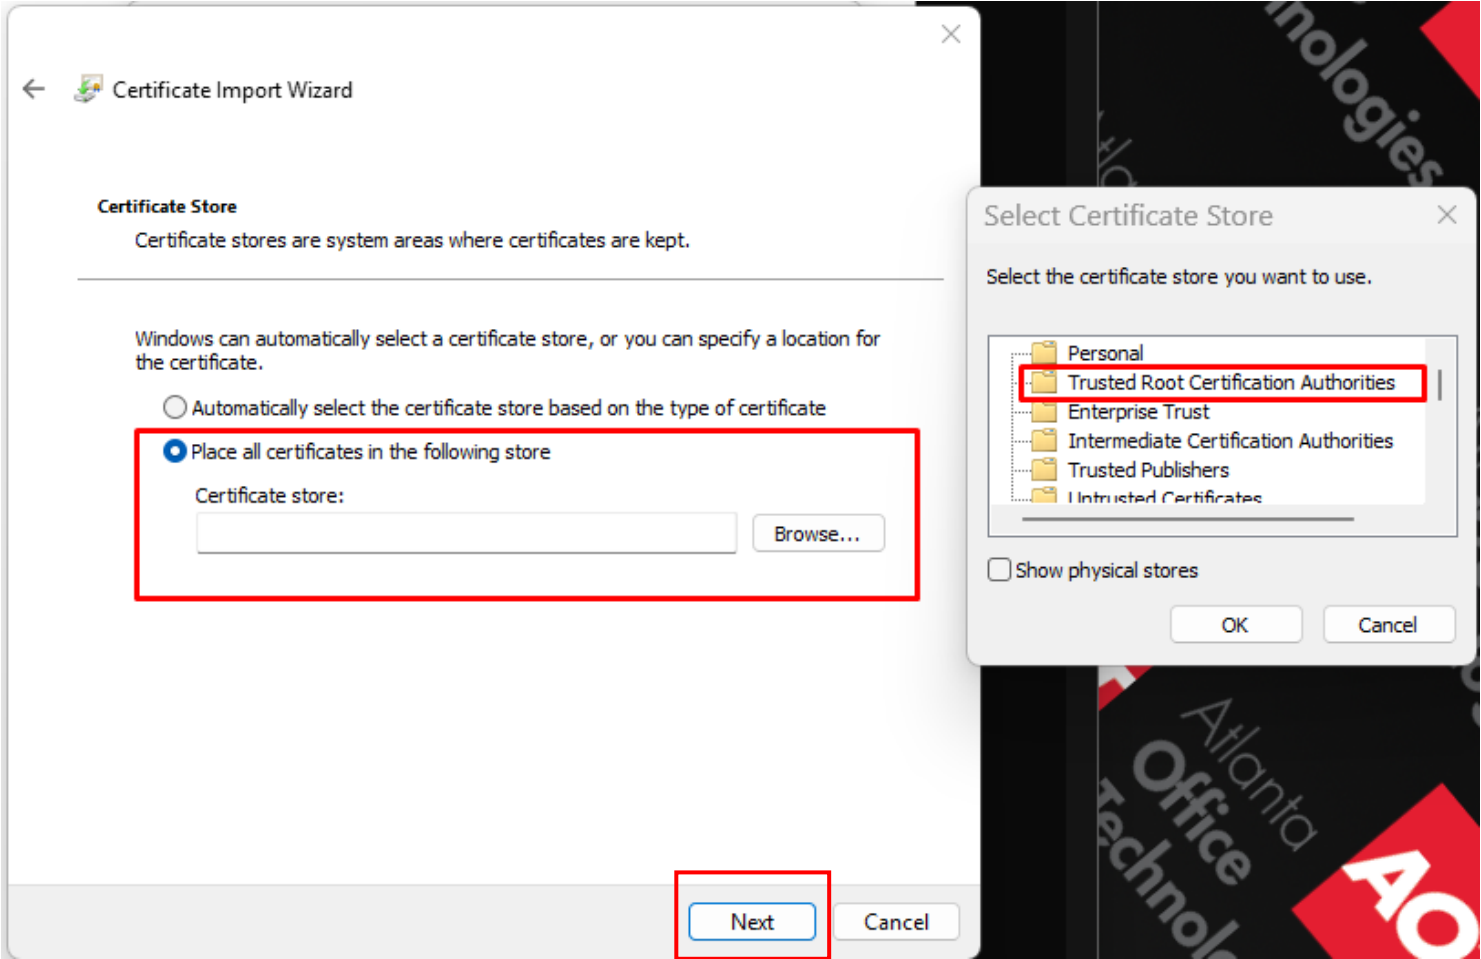 Certificate Import Wizard
Certificate Store
Certificate stores are system areas where certificates are kept.
Windows can automatically select a certificate store, or you can specify a location for
the certificate.
Automatically select the certificate store based on the type of certificate
Place all certificates in the following store
Certificate store:
Browse...
Next
Cancel
Select Certificate Store
Select the certificate store you want to use.
Personal
Trusted Root Certification Authorities
Enterprise Trust
Intermediate Certification Authorities
Trusted Publishers
Untrusted Certificates
Show physical stores
OK
Cancel
nologies
Atla
Atlanta
Office
Technolo
AO